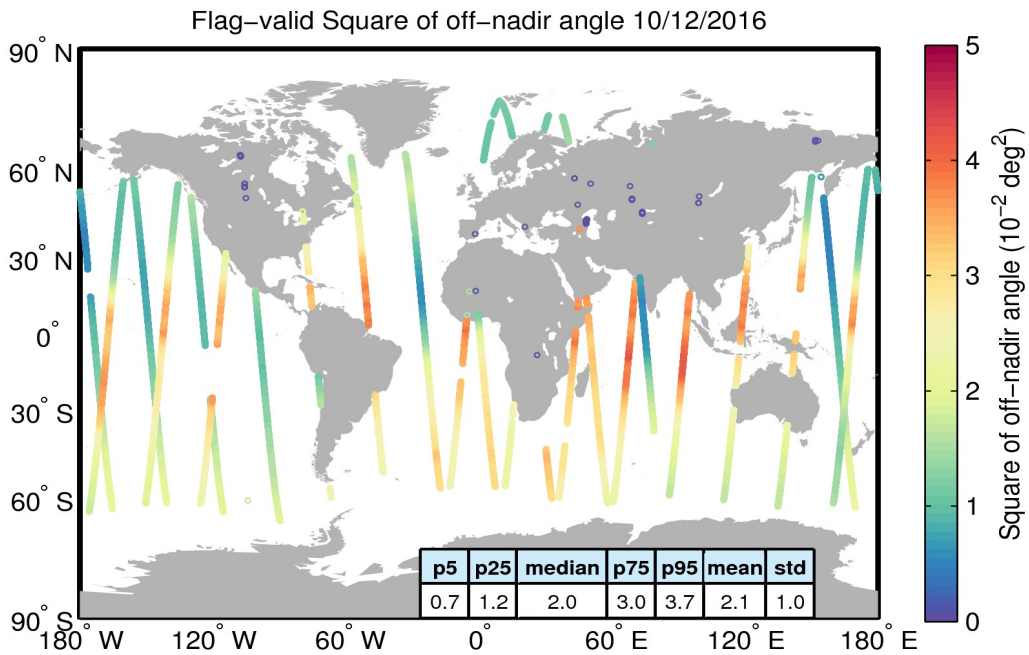 Flag−valid Square of off−nadir angle 10/12/2016
90° N
60° N
30° N
0°
30° S
60° S
90° S
180° W
120° W
60° W
0°
60° E
120° E
180° E
p5 p25 median p75 p95 mean std
0.7 1.2 2.0 3.0 3.7 2.1 1.0
5
4
3
2
1
0
Square of off−nadir angle (10⁻² deg²)